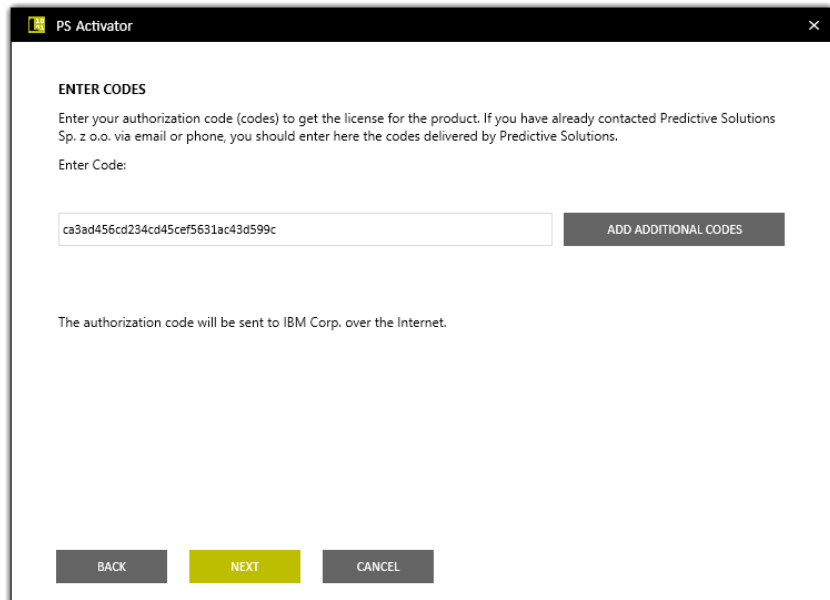 PS Activator
ENTER CODES
Enter your authorization code (codes) to get the license for the product. If you have already contacted Predictive Solutions
Sp. z o.o. via email or phone, you should enter here the codes delivered by Predictive Solutions.
Enter Code:
ca3ad456cd234cd45cef5631ac43d599c
ADD ADDITIONAL CODES
The authorization code will be sent to IBM Corp. over the Internet.
BACK
NEXT
CANCEL